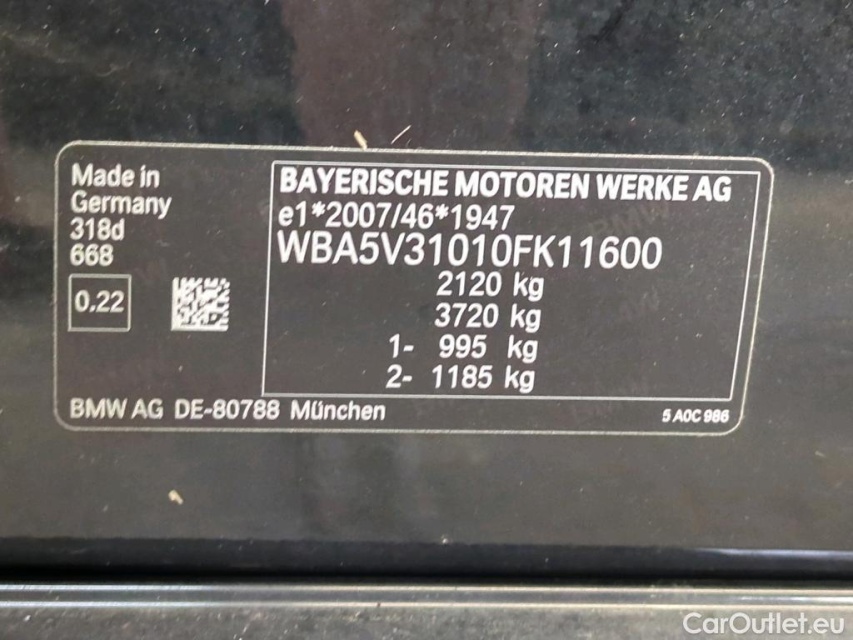 Made in
Germany
318d
668
0.22
BAYERISCHE MOTOREN WERKE AG
e1*2007/46*1947
WBA5V31010FK11600
2120 kg
3720 kg
1- 995 kg
2- 1185 kg
BMW AG DE-80788 München
5 A0C 986
CarOutlet.eu